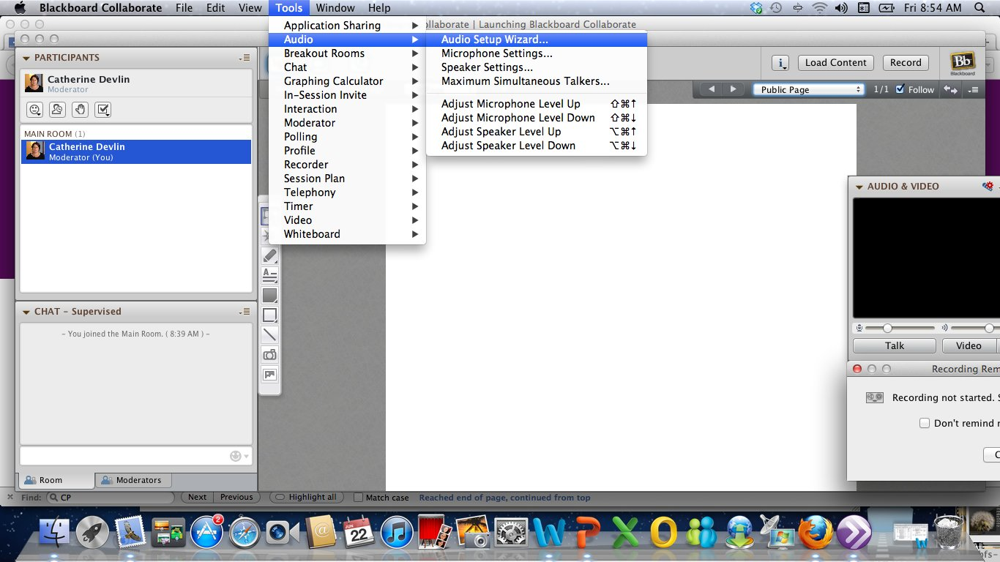 Blackboard Collaborate File Edit View Tools Window Help Fri 8:54 AM
ollaborate | Launching Blackboard Collaborate
PARTICIPANTS
Catherine Devlin
Moderator
MAIN ROOM (1)
Catherine Devlin
Moderator (You)
CHAT – Supervised
– You joined the Main Room. ( 8:39 AM ) –
Room Moderators
Application Sharing
Audio
Breakout Rooms
Chat
Graphing Calculator
In-Session Invite
Interaction
Moderator
Polling
Profile
Recorder
Session Plan
Telephony
Timer
Video
Whiteboard
Audio Setup Wizard...
Microphone Settings...
Speaker Settings...
Maximum Simultaneous Talkers...
Adjust Microphone Level Up ⇧⌘↑
Adjust Microphone Level Down ⇧⌘↓
Adjust Speaker Level Up ⌥⌘↑
Adjust Speaker Level Down ⌥⌘↓
i Load Content Record
Bb
Blackboard
Public Page 1/1 Follow
AUDIO & VIDEO
Talk Video
Recording Rem
Recording not started. S
Don't remind
C
Find: CP Next Previous Highlight all Match case Reached end of page, continued from top
2
JUN
22
W P X O
ofs-